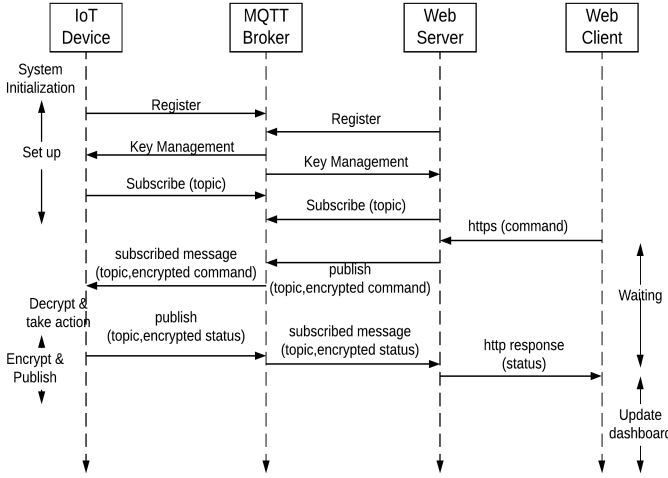 IoT
Device
MQTT
Broker
Web
Server
Web
Client
System
Initialization
Register
Register
Set up
Key Management
Key Management
Subscribe (topic)
Subscribe (topic)
https (command)
subscribed message
(topic,encrypted command)
publish
(topic,encrypted command)
Waiting
Decrypt &
take action
publish
(topic,encrypted status)
subscribed message
(topic,encrypted status)
http response
(status)
Encrypt &
Publish
Update
dashboard